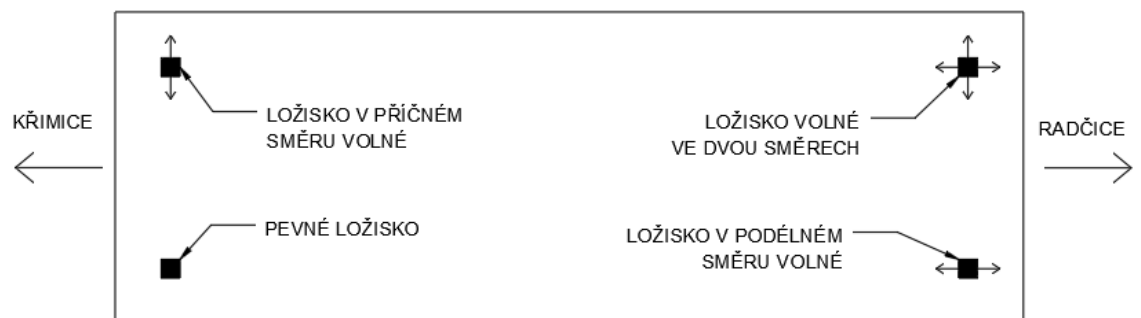 KŘIMICE
LOŽISKO V PŘÍČNÉM
SMĚRU VOLNÉ
LOŽISKO VOLNÉ
VE DVOU SMĚRECH
RADČICE
PEVNÉ LOŽISKO
LOŽISKO V PODÉLNÉM
SMĚRU VOLNÉ